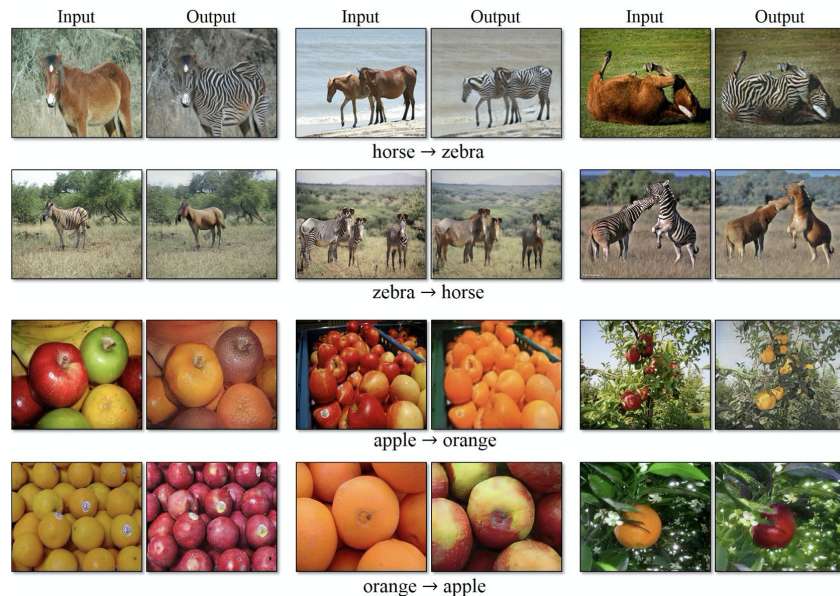 Input Output Input Output Input Output
horse → zebra
zebra → horse
apple → orange
orange → apple